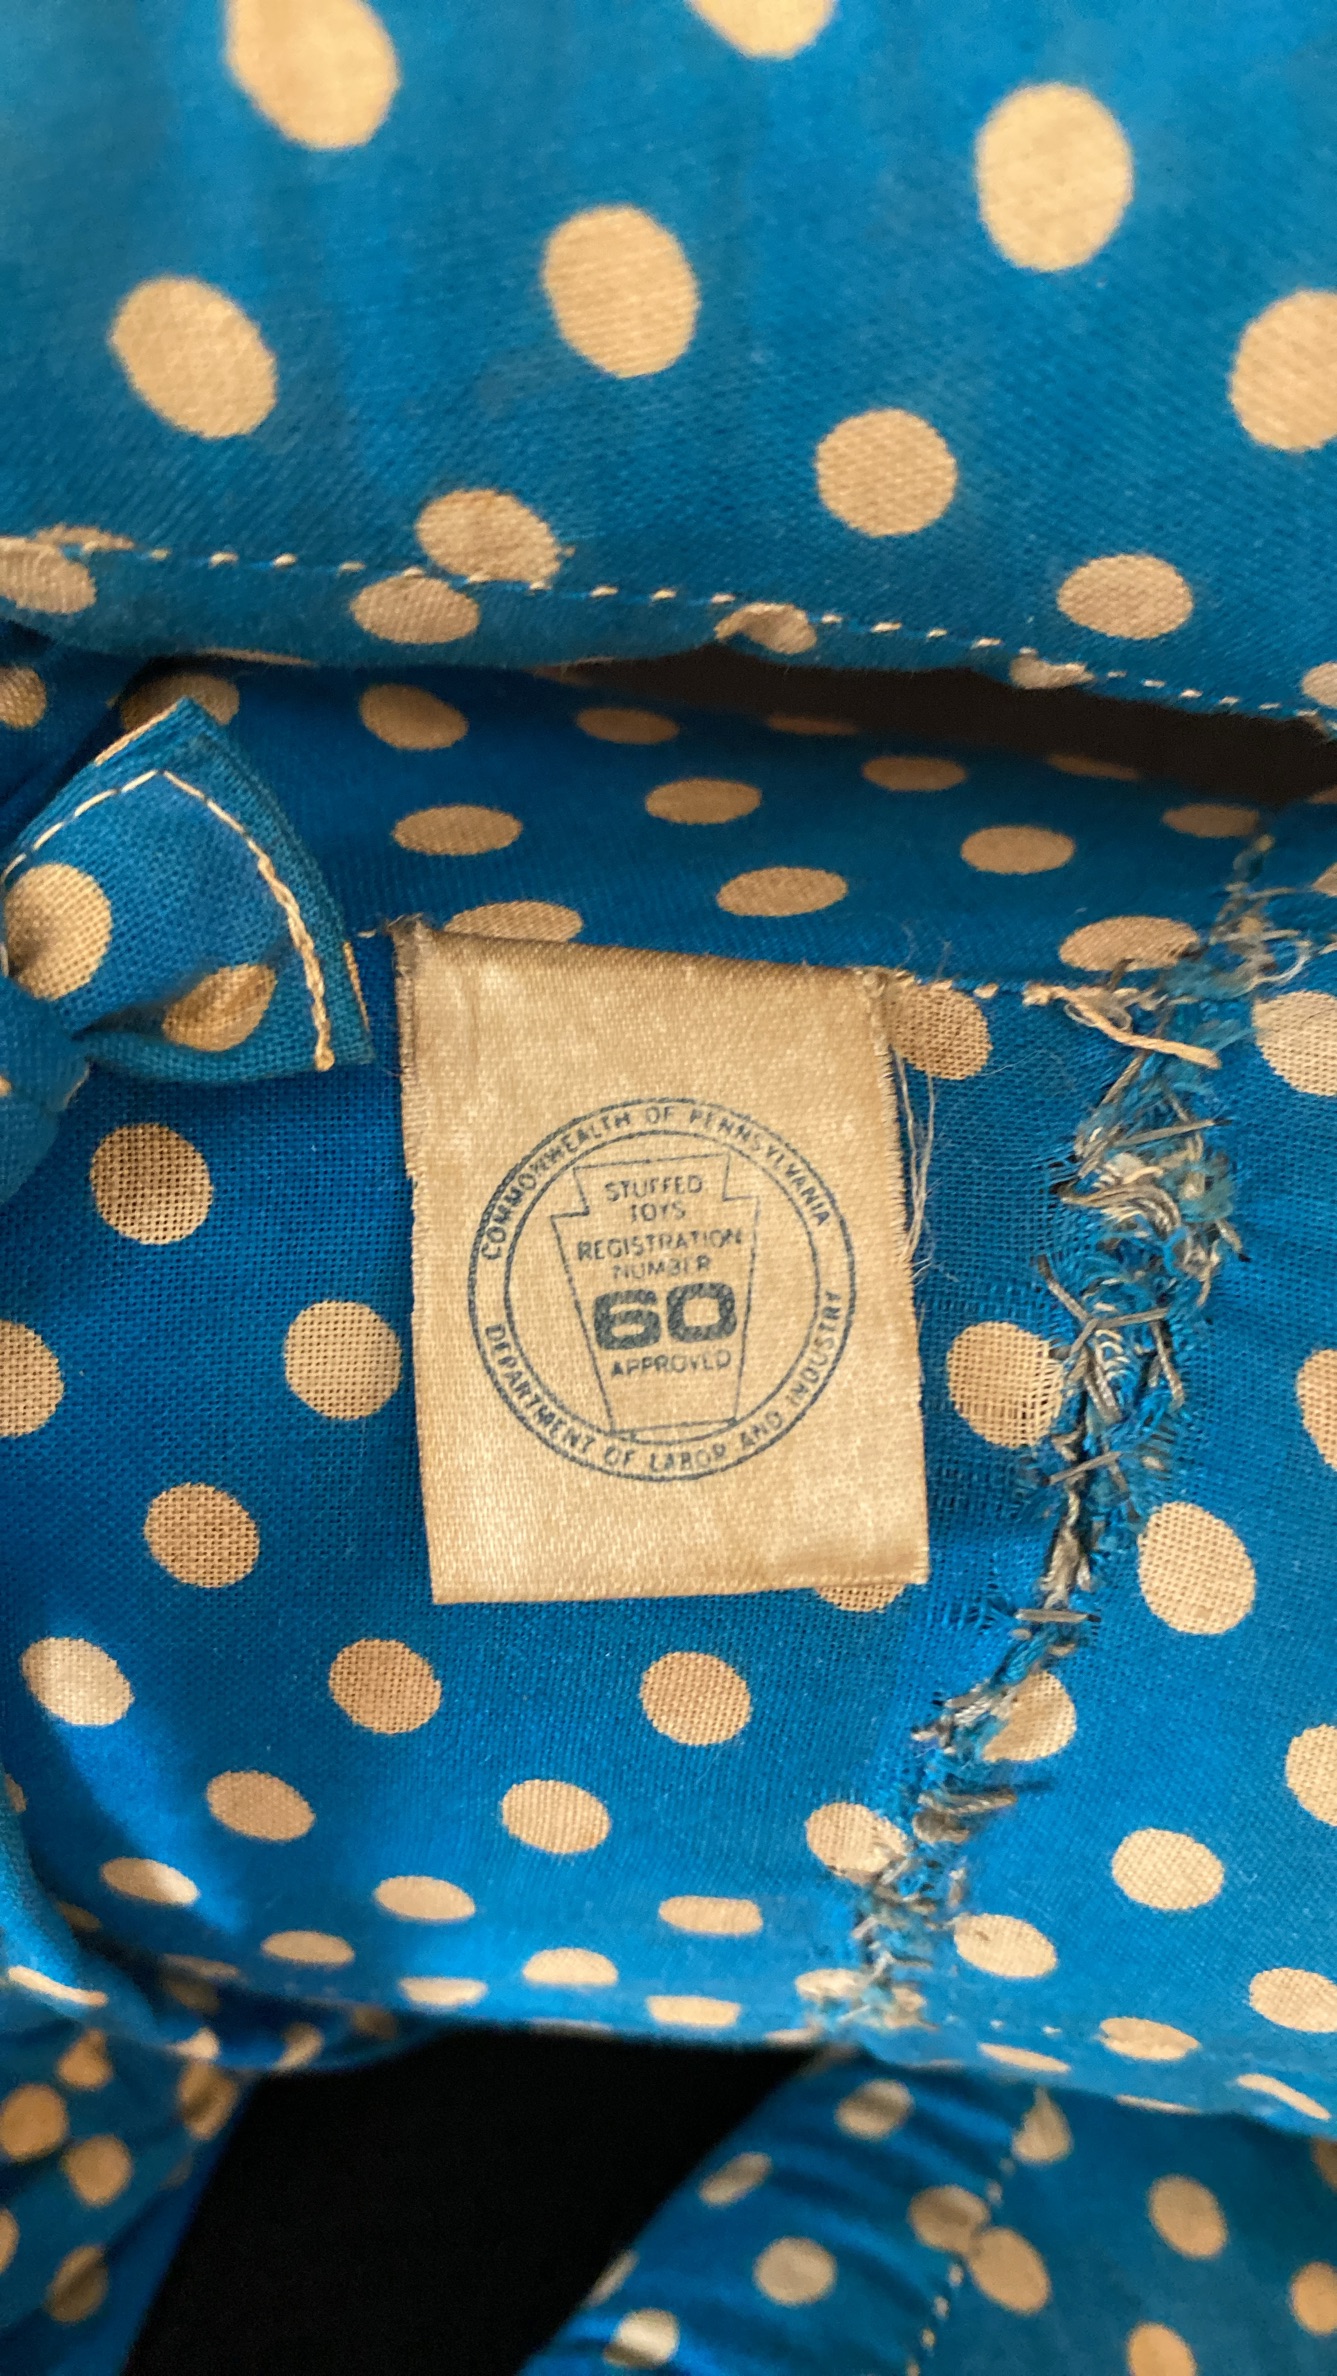 COMMONWEALTH OF PENNSYLVANIA
STUFFED
TOYS
REGISTRATION
NUMBER
60
APPROVED
DEPARTMENT OF LABOR AND INDUSTRY